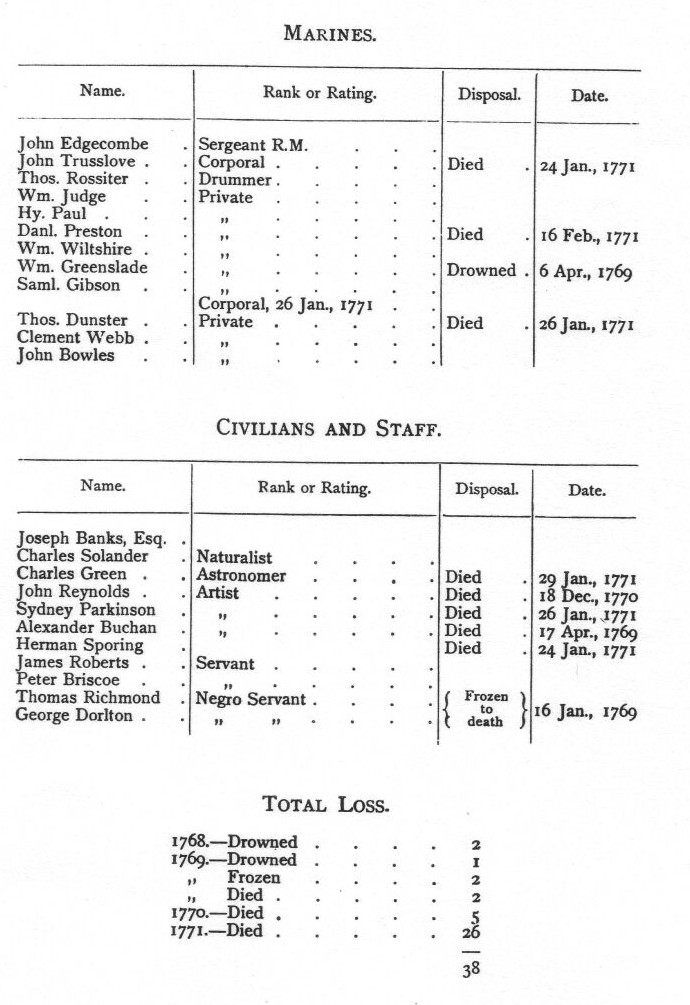 MARINES.
Name. Rank or Rating. Disposal. Date.
John Edgecombe . Sergeant R.M. . . .
John Trusslove . . Corporal . . . . . Died . 24 Jan., 1771
Thos. Rossiter . . Drummer . . . . .
Wm. Judge . . Private . . . . .
Hy. Paul . . . „ . . . . .
Danl. Preston . . „ . . . . . Died . 16 Feb., 1771
Wm. Wiltshire . . „ . . . . .
Wm. Greenslade . „ . . . . . Drowned . 6 Apr., 1769
Saml. Gibson . . „ . . . . .
Corporal, 26 Jan., 1771 . .
Thos. Dunster . . Private . . . . . Died . 26 Jan., 1771
Clement Webb . . „ . . . . .
John Bowles . . „ . . . . .
CIVILIANS AND STAFF.
Name. Rank or Rating. Disposal. Date.
Joseph Banks, Esq. .
Charles Solander . Naturalist . . . .
Charles Green . . Astronomer . . . . Died . 29 Jan., 1771
John Reynolds . . Artist . . . . . Died . 18 Dec., 1770
Sydney Parkinson . „ . . . . . Died . 26 Jan., 1771
Alexander Buchan . „ . . . . . Died . 17 Apr., 1769
Herman Sporing . Died . 24 Jan., 1771
James Roberts . . Servant . . . . .
Peter Briscoe . . „ . . . . .
Thomas Richmond . Negro Servant . . . . { Frozen to death } 16 Jan., 1769
George Dorlton . . „ „ . . . .
TOTAL LOSS.
1768.—Drowned . . . . 2
1769.—Drowned . . . . 1
„ Frozen . . . . 2
„ Died . . . . . 2
1770.—Died . . . . . 5
1771.—Died . . . . . 26
38